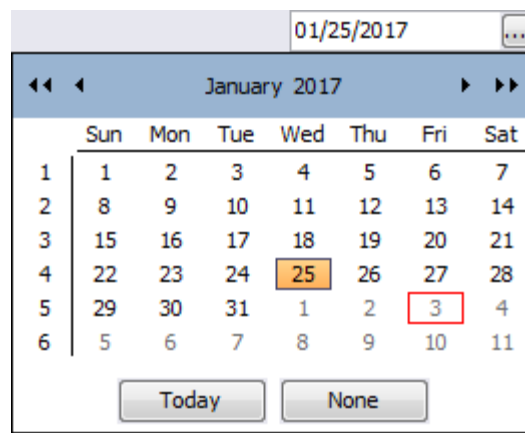 01/25/2017 ...
January 2017
Sun Mon Tue Wed Thu Fri Sat
1 1 2 3 4 5 6 7
2 8 9 10 11 12 13 14
3 15 16 17 18 19 20 21
4 22 23 24 25 26 27 28
5 29 30 31 1 2 3 4
6 5 6 7 8 9 10 11
Today None